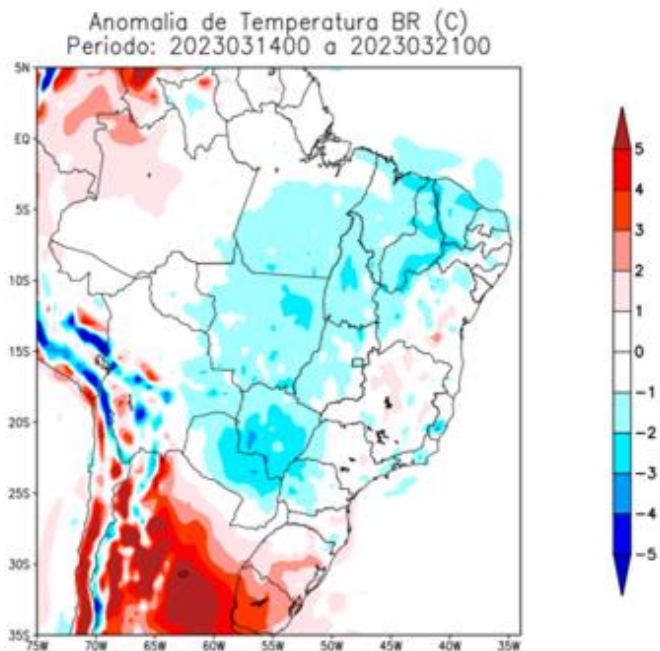 Anomalia de Temperatura BR (C)
Periodo: 2023031400 a 2023032100
5N
EQ
5S
10S
15S
20S
25S
30S
35S
75W 70W 65W 60W 55W 50W 45W 40W 35W
5
4
3
2
1
0
-1
-2
-3
-4
-5